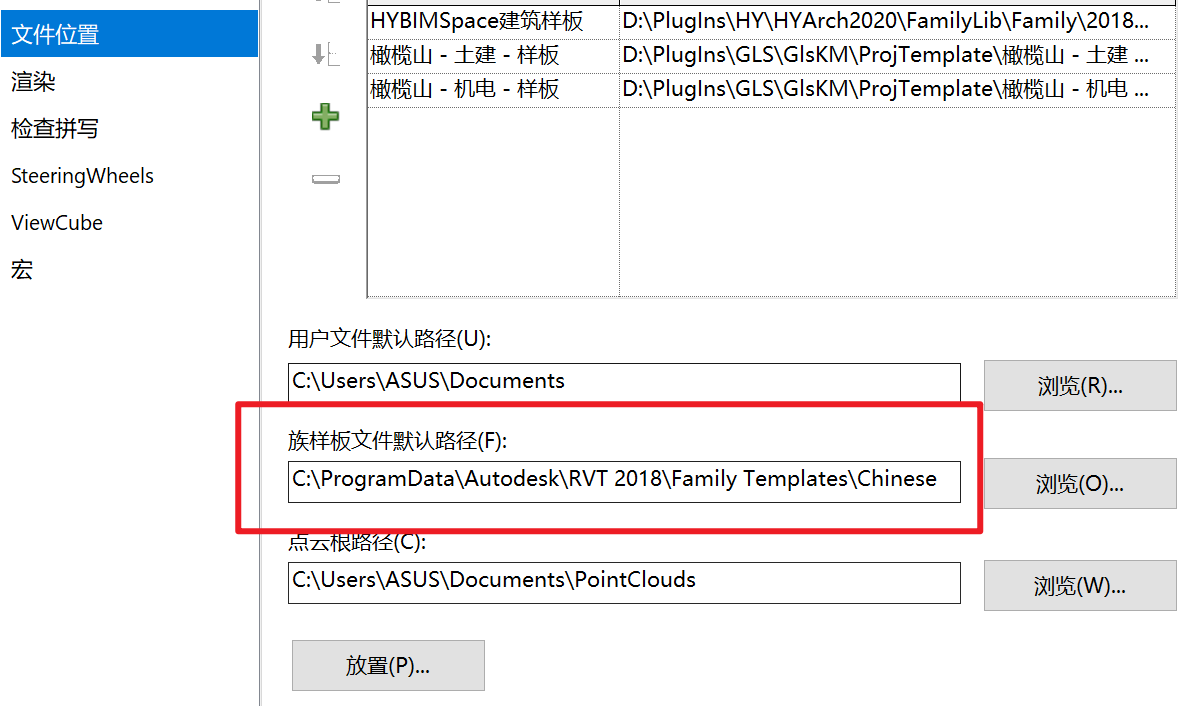 文件位置
渲染
检查拼写
SteeringWheels
ViewCube
宏
HYBIMSpace建筑样板 D:\PlugIns\HY\HYArch2020\FamilyLib\Family\2018...
橄榄山 - 土建 - 样板 D:\PlugIns\GLS\GlsKM\ProjTemplate\橄榄山 - 土建 ...
橄榄山 - 机电 - 样板 D:\PlugIns\GLS\GlsKM\ProjTemplate\橄榄山 - 机电 ...
用户文件默认路径(U):
C:\Users\ASUS\Documents 浏览(R)...
族样板文件默认路径(F):
C:\ProgramData\Autodesk\RVT 2018\Family Templates\Chinese 浏览(O)...
点云根路径(C):
C:\Users\ASUS\Documents\PointClouds 浏览(W)...
放置(P)...